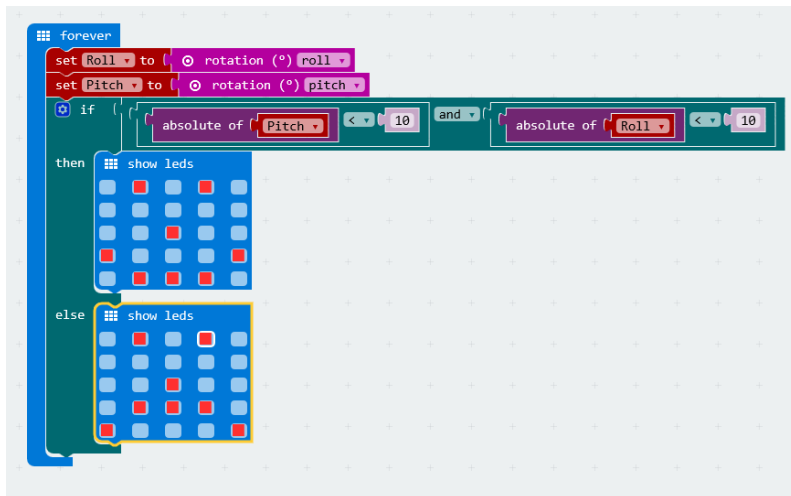 forever
set Roll to rotation (°) roll
set Pitch to rotation (°) pitch
if absolute of Pitch < 10 and absolute of Roll < 10
then show leds
else show leds